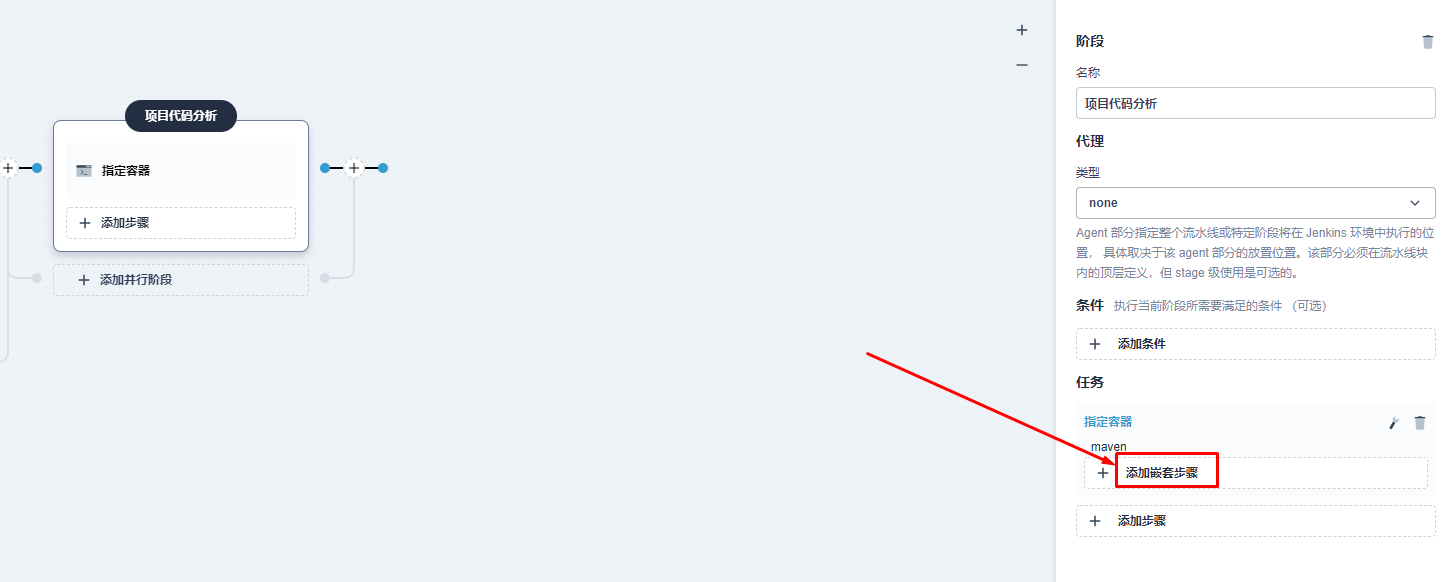 项目代码分析
指定容器
添加步骤
添加并行阶段
阶段
名称
项目代码分析
代理
类型
none
Agent 部分指定整个流水线或特定阶段将在 Jenkins 环境中执行的位
置， 具体取决于该 agent 部分的放置位置。该部分必须在流水线块
内的顶层定义，但 stage 级使用是可选的。
条件 执行当前阶段所需要满足的条件 （可选）
添加条件
任务
指定容器
maven
添加嵌套步骤
添加步骤